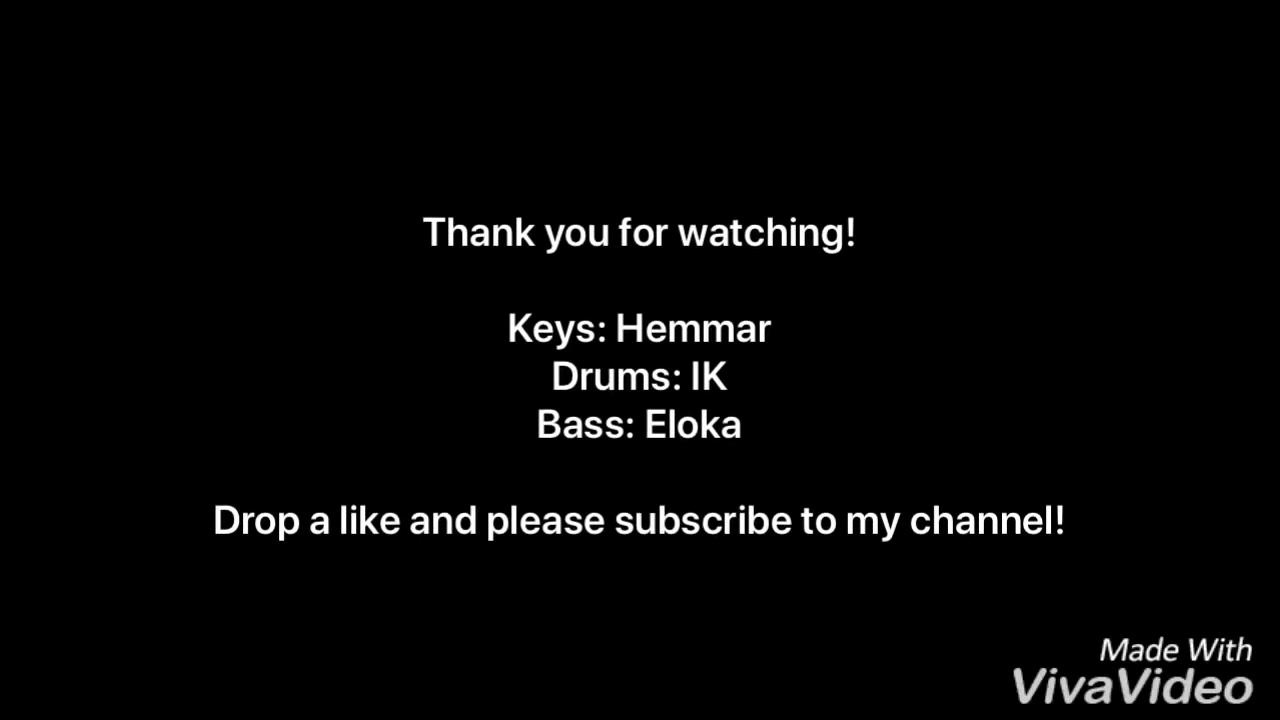 Thank you for watching!
Keys: Hemmar
Drums: IK
Bass: Eloka
Drop a like and please subscribe to my channel!
Made With
VivaVideo